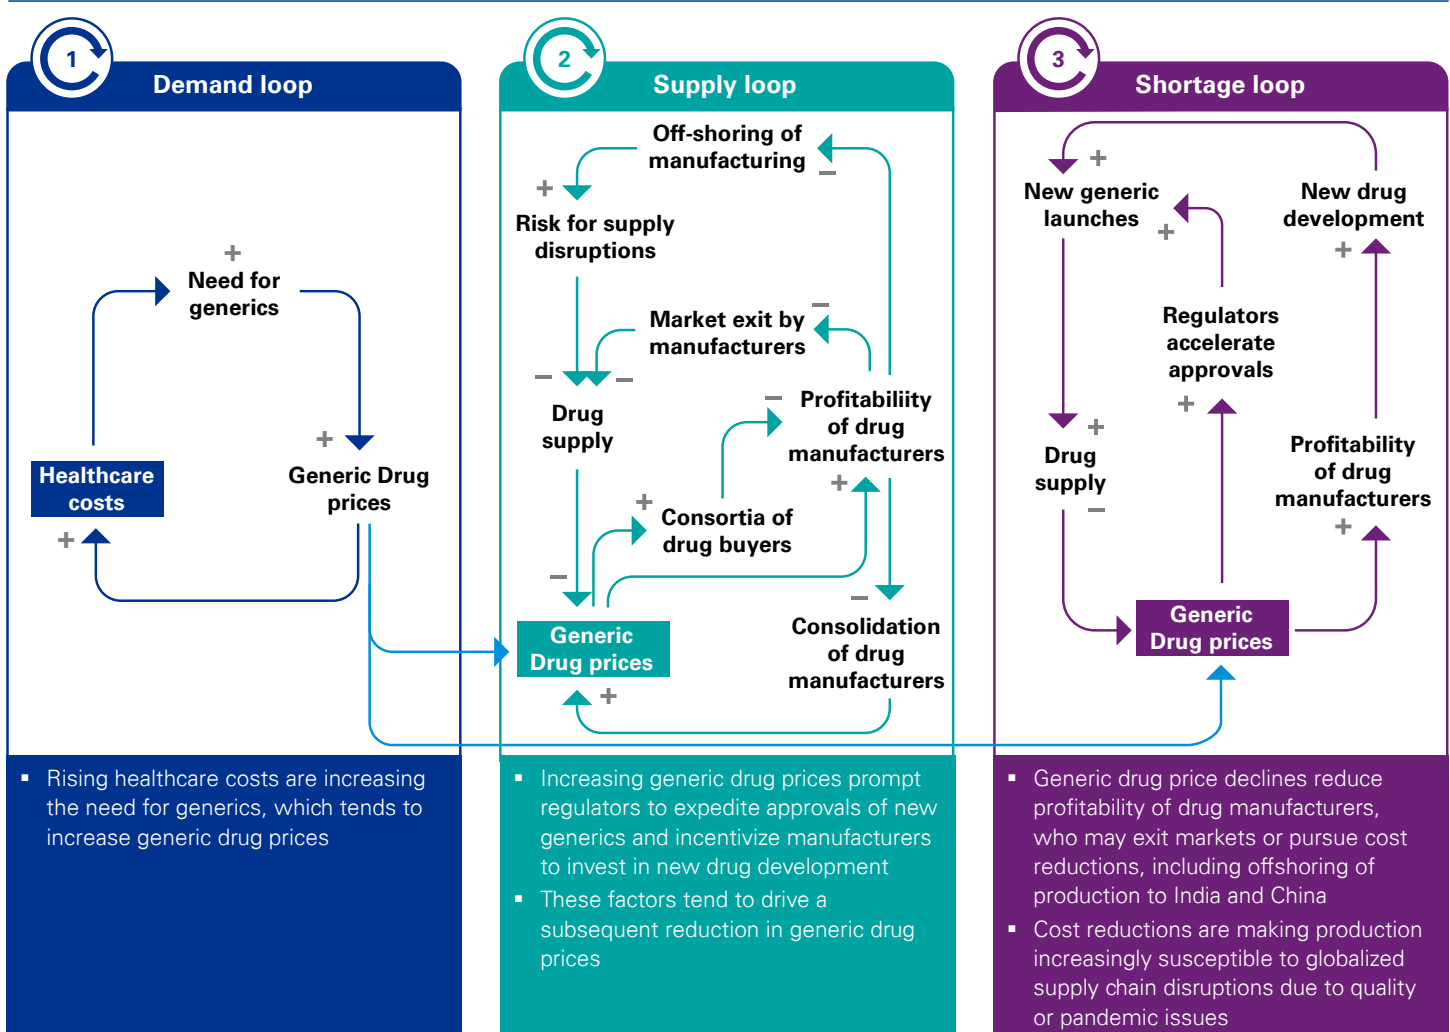 1
Demand loop
+
Need for
generics
+
Generic Drug
prices
Healthcare
costs
+
▪ Rising healthcare costs are increasing
the need for generics, which tends to
increase generic drug prices
2
Supply loop
Off-shoring of
manufacturing
−
+
Risk for supply
disruptions
−
Market exit by
manufacturers
−
−
Drug
supply
−
Profitabiliity
of drug
manufacturers
+
+
Consortia of
drug buyers
−
−
Generic
Drug prices
+
Consolidation
of drug
manufacturers
▪ Increasing generic drug prices prompt
regulators to expedite approvals of new
generics and incentivize manufacturers
to invest in new drug development
▪ These factors tend to drive a
subsequent reduction in generic drug
prices
3
Shortage loop
+
New generic
launches
+
New drug
development
+
Regulators
accelerate
approvals
+
+
Drug
supply
−
Profitability
of drug
manufacturers
+
Generic
Drug prices
▪ Generic drug price declines reduce
profitability of drug manufacturers,
who may exit markets or pursue cost
reductions, including offshoring of
production to India and China
▪ Cost reductions are making production
increasingly susceptible to globalized
supply chain disruptions due to quality
or pandemic issues